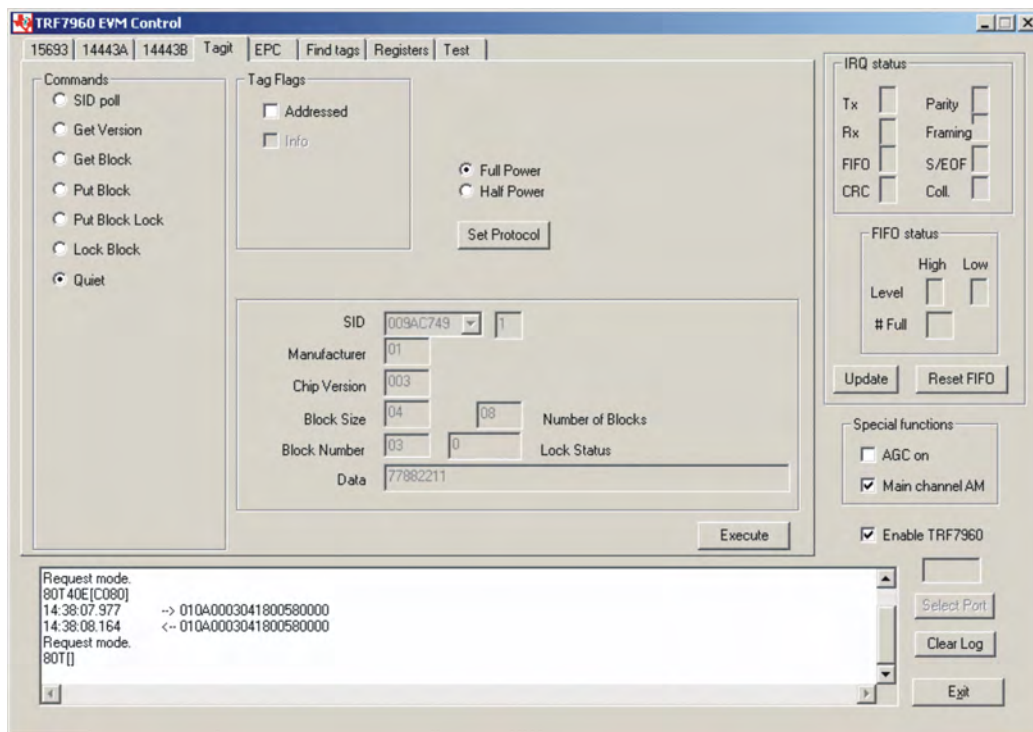 TRF7960 EVM Control
15693 14443A 14443B Tagit EPC Find tags Registers Test
Commands
SID poll
Get Version
Get Block
Put Block
Put Block Lock
Lock Block
Quiet
Tag Flags
Addressed
Info
Full Power
Half Power
Set Protocol
SID 009AC749 1
Manufacturer 01
Chip Version 003
Block Size 04 08 Number of Blocks
Block Number 03 0 Lock Status
Data 77882211
Execute
IRQ status
Tx Parity
Rx Framing
FIFO S/EOF
CRC Coll.
FIFO status
High Low
Level
# Full
Update Reset FIFO
Special functions
AGC on
Main channel AM
Enable TRF7960
Select Port
Clear Log
Exit
Request mode.
80T40E[C080]
14:38:07.977 --> 010A0003041800580000
14:38:08.164 <-- 010A0003041800580000
Request mode.
80T[]